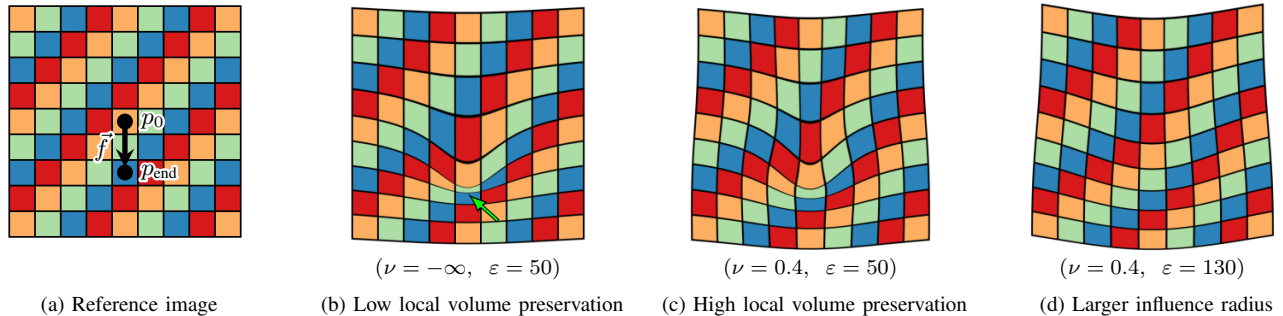 p₀
f⃗
p_end
(ν = −∞, ε = 50)
(ν = 0.4, ε = 50)
(ν = 0.4, ε = 130)
(a) Reference image
(b) Low local volume preservation
(c) High local volume preservation
(d) Larger influence radius